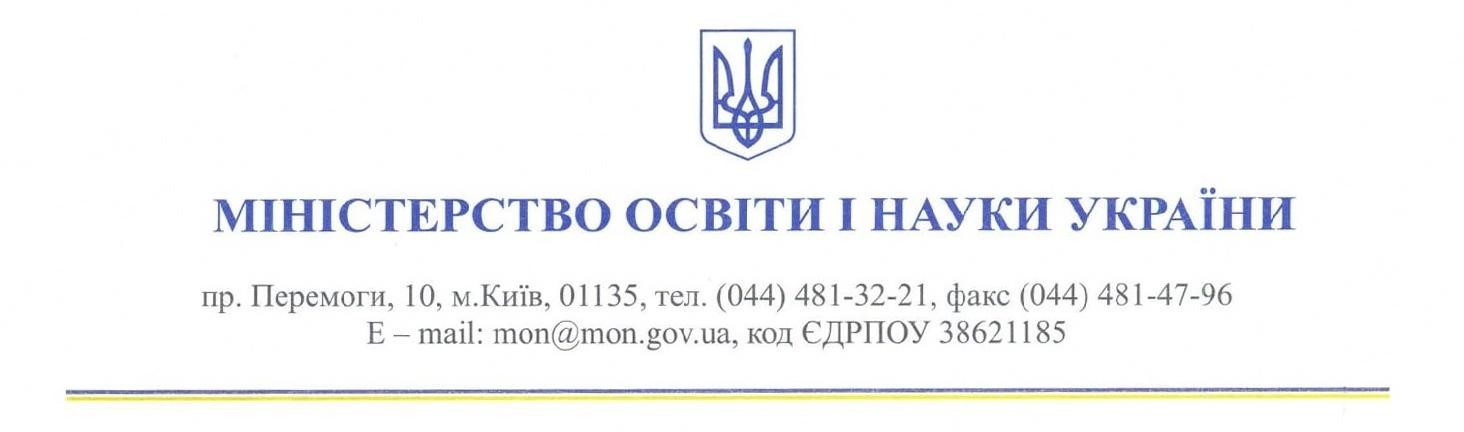 МІНІСТЕРСТВО ОСВІТИ І НАУКИ УКРАЇНИ
пр. Перемоги, 10, м.Київ, 01135, тел. (044) 481-32-21, факс (044) 481-47-96
E – mail: mon@mon.gov.ua, код ЄДРПОУ 38621185